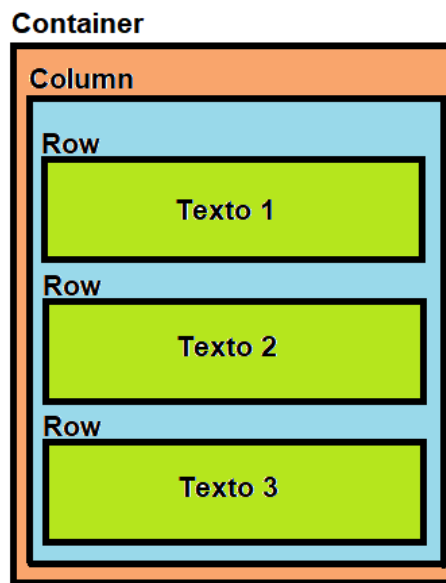 Container
Column
Row
Texto 1
Row
Texto 2
Row
Texto 3